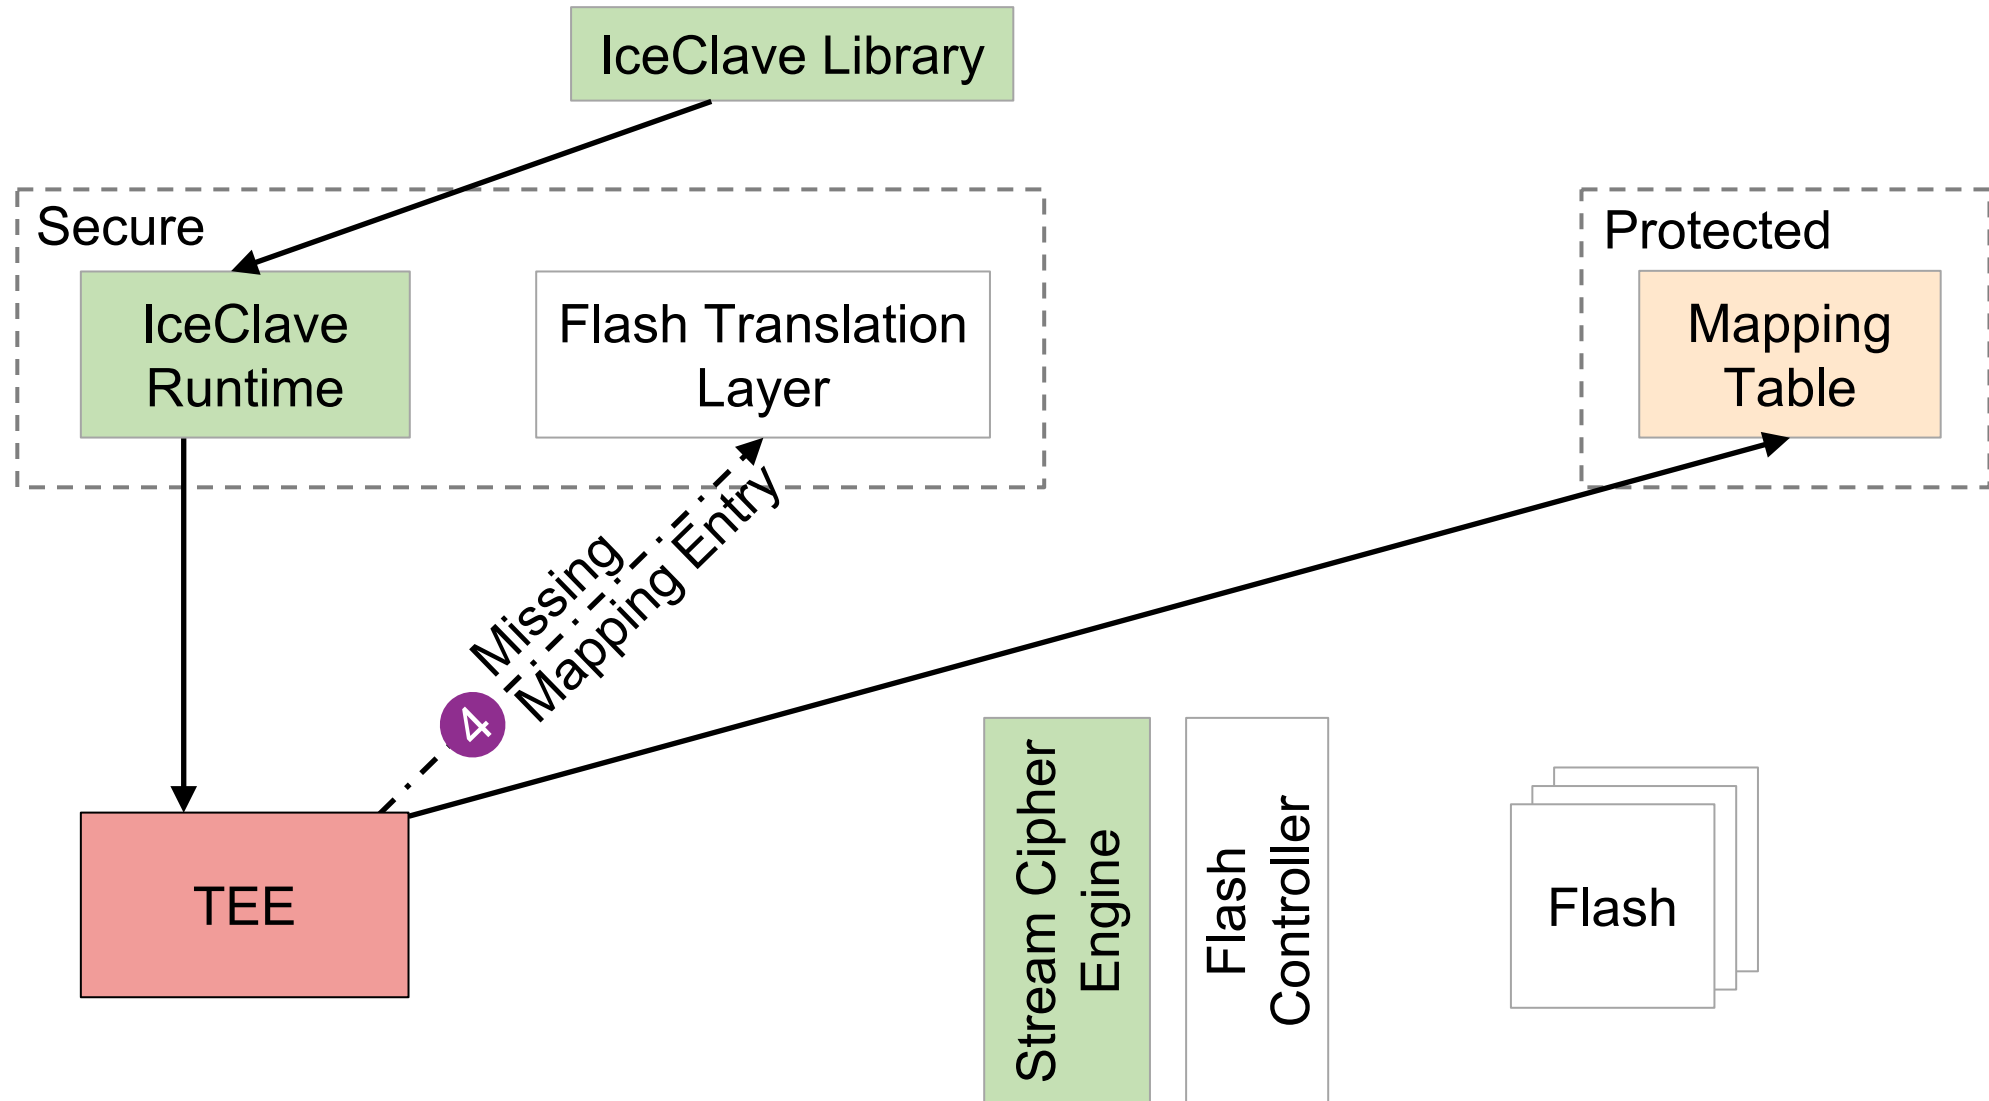 IceClave Library
Secure
Protected
IceClave
Runtime
Flash Translation
Layer
Mapping
Table
Missing
Mapping Entry
4
TEE
Stream Cipher
Engine
Flash
Controller
Flash